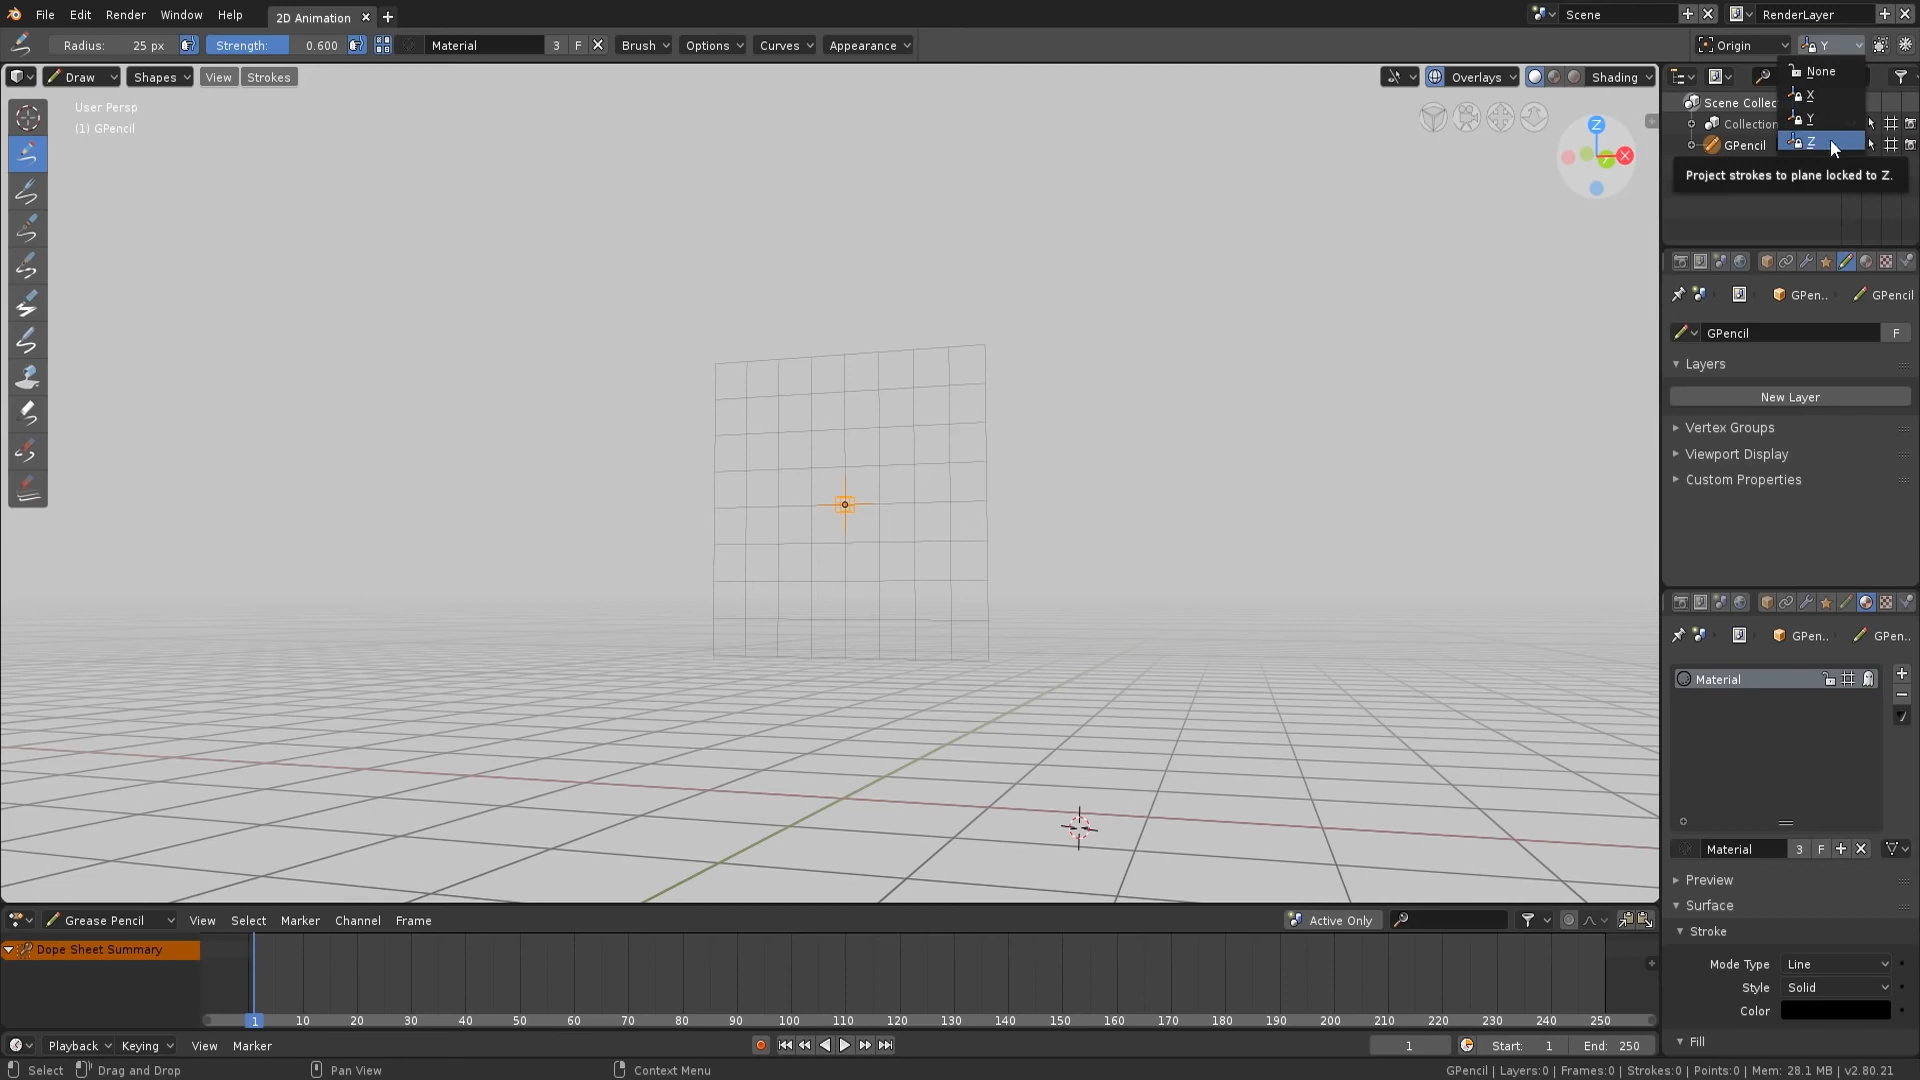 File Edit Render Window Help 2D Animation Scene RenderLayer
Radius: 25 px Strength: 0.600 Material 3 F Brush Options Curves Appearance Origin Y
Draw Shapes View Strokes Overlays Shading
None
X
Y
Z
Project strokes to plane locked to Z.
User Persp
(1) GPencil
Z
X
Scene Collec
Collection
GPencil
GPen.. GPencil
GPencil F
Layers
New Layer
Vertex Groups
Viewport Display
Custom Properties
GPen.. GPen..
Material
Material 3 F
Preview
Surface
Stroke
Mode Type Line
Style Solid
Color
Fill
Grease Pencil View Select Marker Channel Frame Active Only
Dope Sheet Summary
1 10 20 30 40 50 60 70 80 90 100 110 120 130 140 150 160 170 180 190 200 210 220 230 240 250
Playback Keying View Marker 1 Start: 1 End: 250
Select Drag and Drop Pan View Context Menu GPencil | Layers:0 | Frames:0 | Strokes:0 | Points:0 | Mem: 28.1 MB | v2.80.21